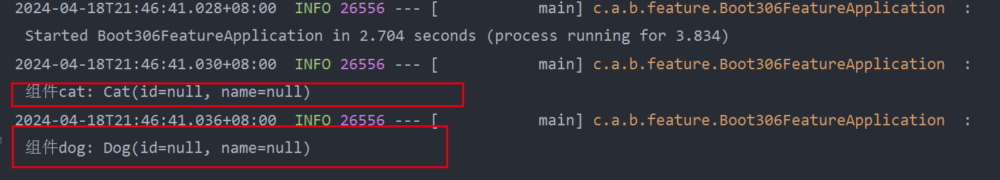 2024-04-18T21:46:41.028+08:00  INFO 26556 --- [           main] c.a.b.feature.Boot306FeatureApplication  :
 Started Boot306FeatureApplication in 2.704 seconds (process running for 3.834)
2024-04-18T21:46:41.030+08:00  INFO 26556 --- [           main] c.a.b.feature.Boot306FeatureApplication  :
 组件cat: Cat(id=null, name=null)
2024-04-18T21:46:41.036+08:00  INFO 26556 --- [           main] c.a.b.feature.Boot306FeatureApplication  :
 组件dog: Dog(id=null, name=null)